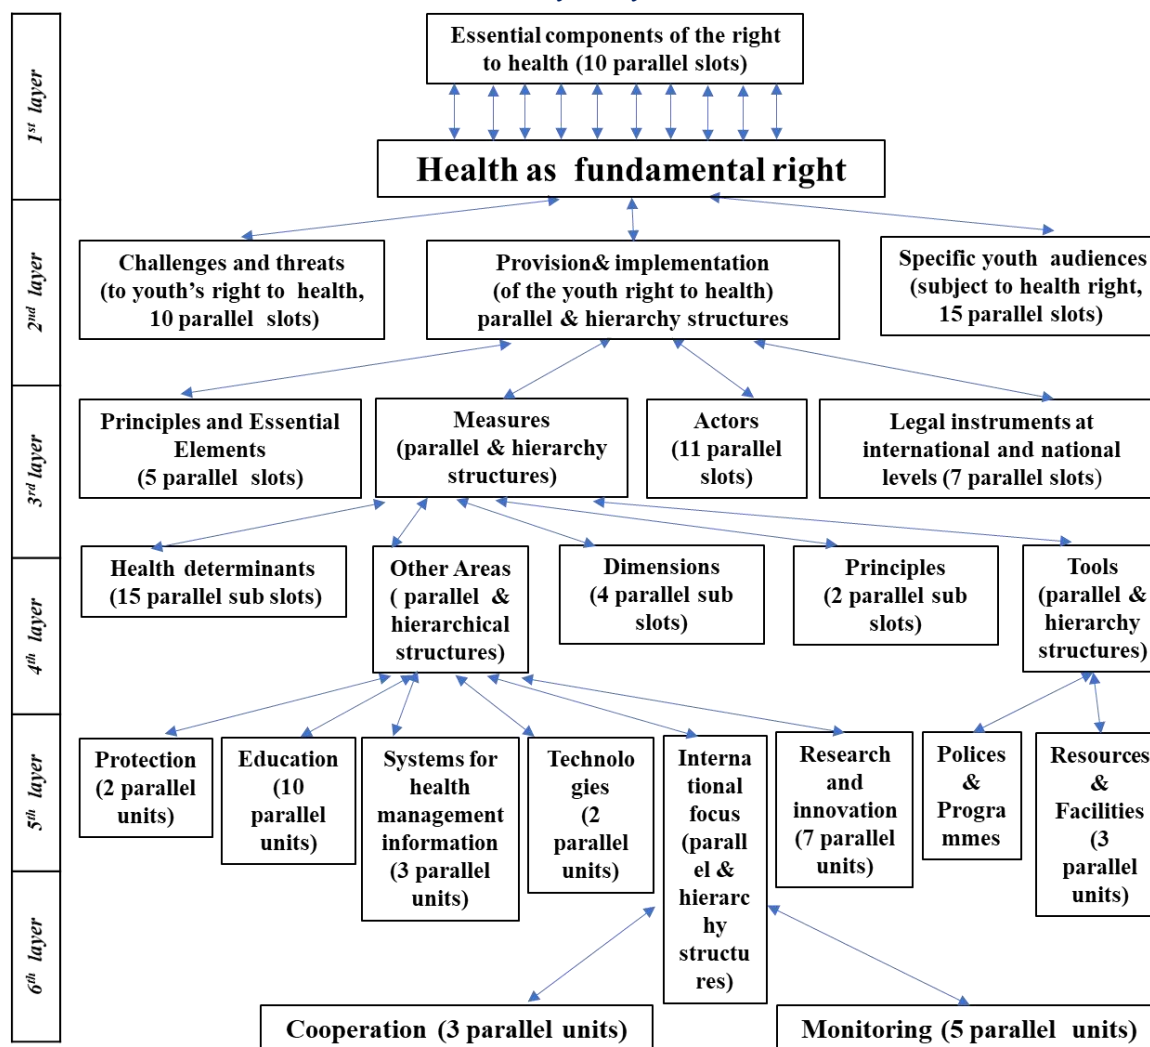 1st layer
Essential components of the right
to health (10 parallel slots)
Health as fundamental right
2nd layer
Challenges and threats
(to youth's right to health,
10 parallel slots)
Provision& implementation
(of the youth right to health)
parallel & hierarchy structures
Specific youth audiences
(subject to health right,
15 parallel slots)
3rd layer
Principles and Essential
Elements
(5 parallel slots)
Measures
(parallel & hierarchy
structures)
Actors
(11 parallel
slots)
Legal instruments at
international and national
levels (7 parallel slots)
4th layer
Health determinants
(15 parallel sub slots)
Other Areas
( parallel &
hierarchical
structures)
Dimensions
(4 parallel sub
slots)
Principles
(2 parallel sub
slots)
Tools
(parallel &
hierarchy
structures)
5th layer
Protection
(2 parallel
units)
Education
(10
parallel
units)
Systems for
health
management
information
(3 parallel
units)
Technolo
gies
(2
parallel
units)
Interna
tional
focus
(parall
el &
hierarc
hy
structu
res)
Research
and
innovation
(7 parallel
units)
Polices
&
Progra
mmes
Resources
&
Facilities
(3
parallel
units)
6th layer
Cooperation (3 parallel units)
Monitoring (5 parallel units)